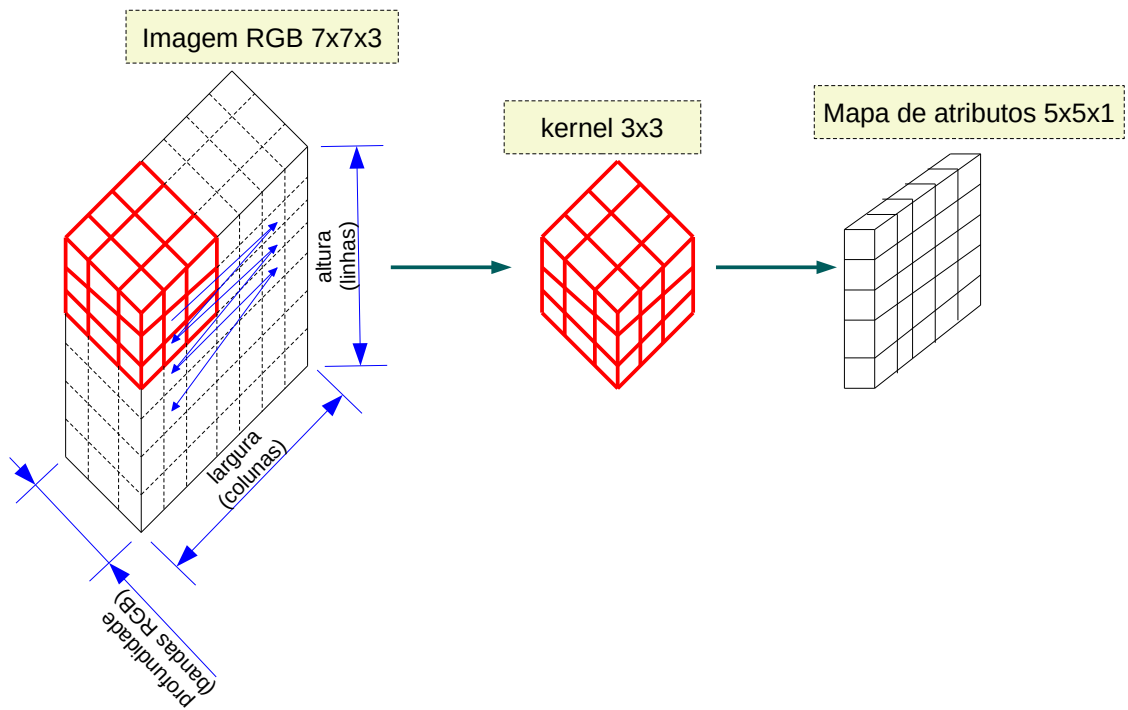 Imagem RGB 7x7x3
kernel 3x3
Mapa de atributos 5x5x1
altura
(linhas)
largura
(colunas)
profundidade
(bandas RGB)